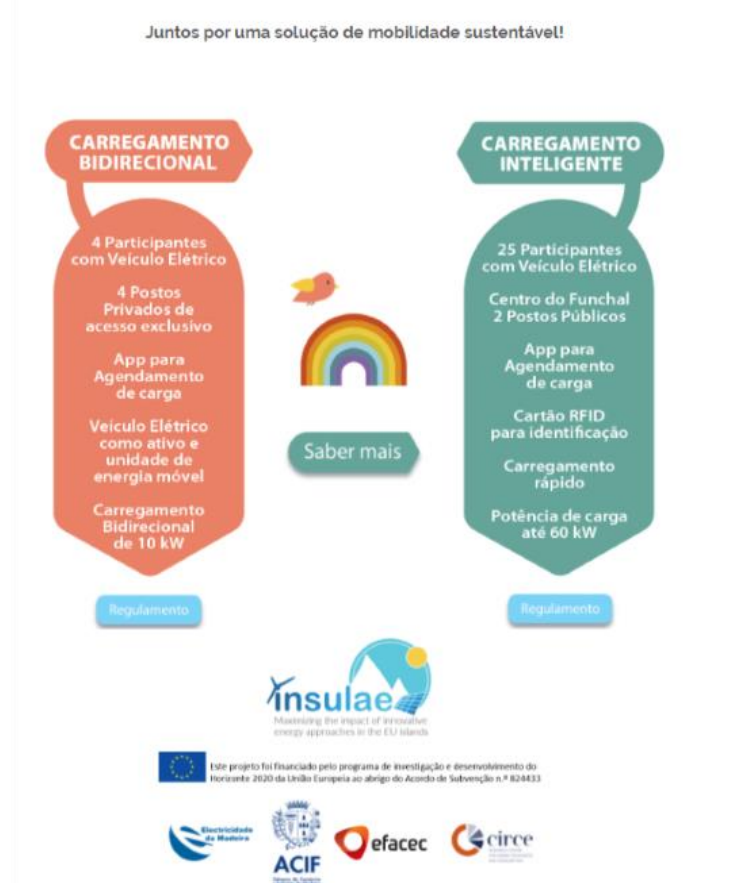 Juntos por uma solução de mobilidade sustentável!
CARREGAMENTO
BIDIRECIONAL
4 Participantes
com Veículo Elétrico
4 Postos
Privados de
acesso exclusivo
App para
Agendamento
de carga
Veículo Elétrico
como ativo e
unidade de
energia móvel
Carregamento
Bidirecional
de 10 kW
Regulamento
Saber mais
CARREGAMENTO
INTELIGENTE
25 Participantes
com Veículo Elétrico
Centro do Funchal
2 Postos Públicos
App para
Agendamento
de carga
Cartão RFID
para identificação
Carregamento
rápido
Potência de carga
até 60 kW
Regulamento
insulae
Maximizing the impact of innovative
energy approaches in the EU islands
Este projeto foi financiado pelo programa de investigação e desenvolvimento do
Horizonte 2020 da União Europeia ao abrigo do Acordo de Subvenção n.º 824433
Electricidade
da Madeira
ACIF
efacec
circe